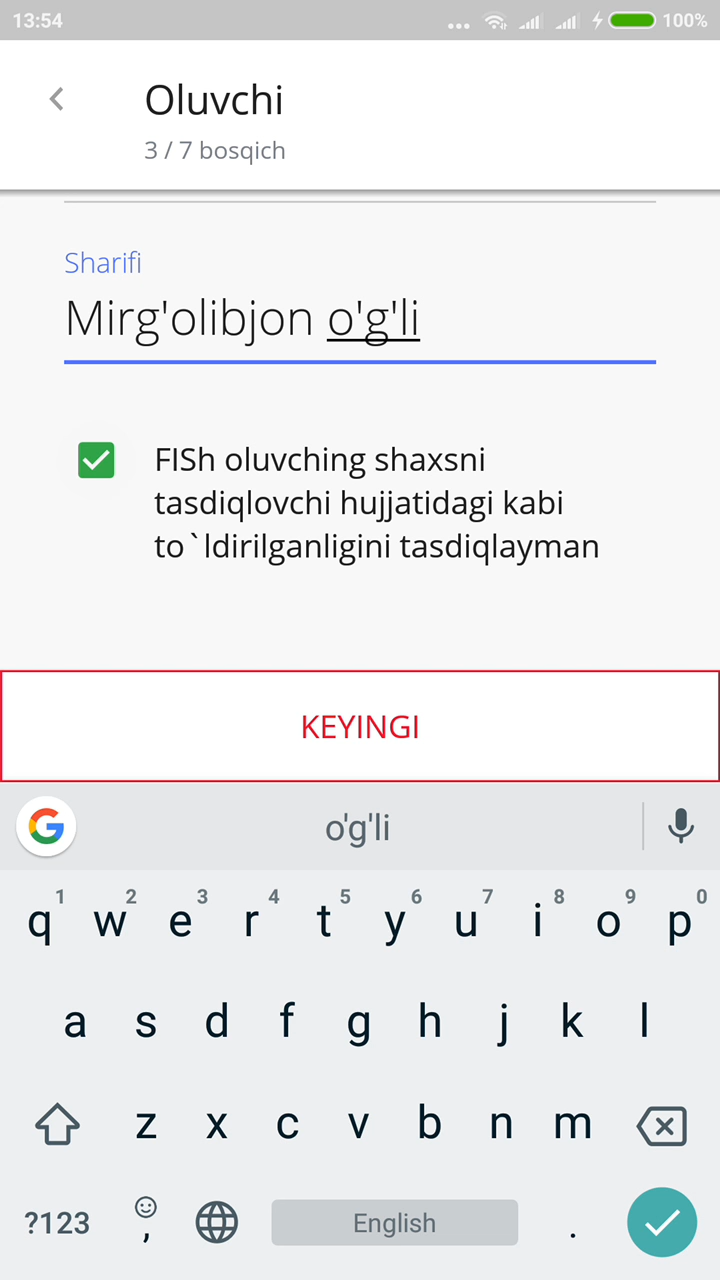 13:54
100%
Oluvchi
3 / 7 bosqich
Sharifi
Mirg'olibjon o'g'li
FISh oluvching shaxsni
tasdiqlovchi hujjatidagi kabi
to`ldirilganligini tasdiqlayman
KEYINGI
G o'g'li
1 2 3 4 5 6 7 8 9 0
q w e r t y u i o p
a s d f g h j k l
z x c v b n m
?123 , English .